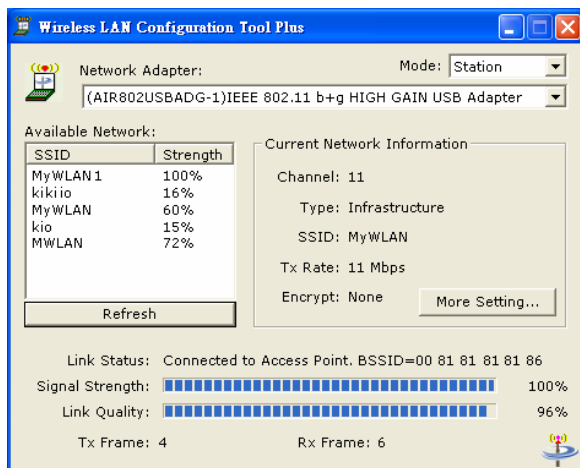 Wireless LAN Configuration Tool Plus
Network Adapter:
Mode: Station
(AIR802USBADG-1)IEEE 802.11 b+g HIGH GAIN USB Adapter
Available Network:
SSID Strength
MyWLAN1 100%
kikiio 16%
MyWLAN 60%
kio 15%
MWLAN 72%
Refresh
Current Network Information
Channel: 11
Type: Infrastructure
SSID: MyWLAN
Tx Rate: 11 Mbps
Encrypt: None
More Setting...
Link Status: Connected to Access Point. BSSID=00 81 81 81 81 86
Signal Strength: 100%
Link Quality: 96%
Tx Frame: 4 Rx Frame: 6